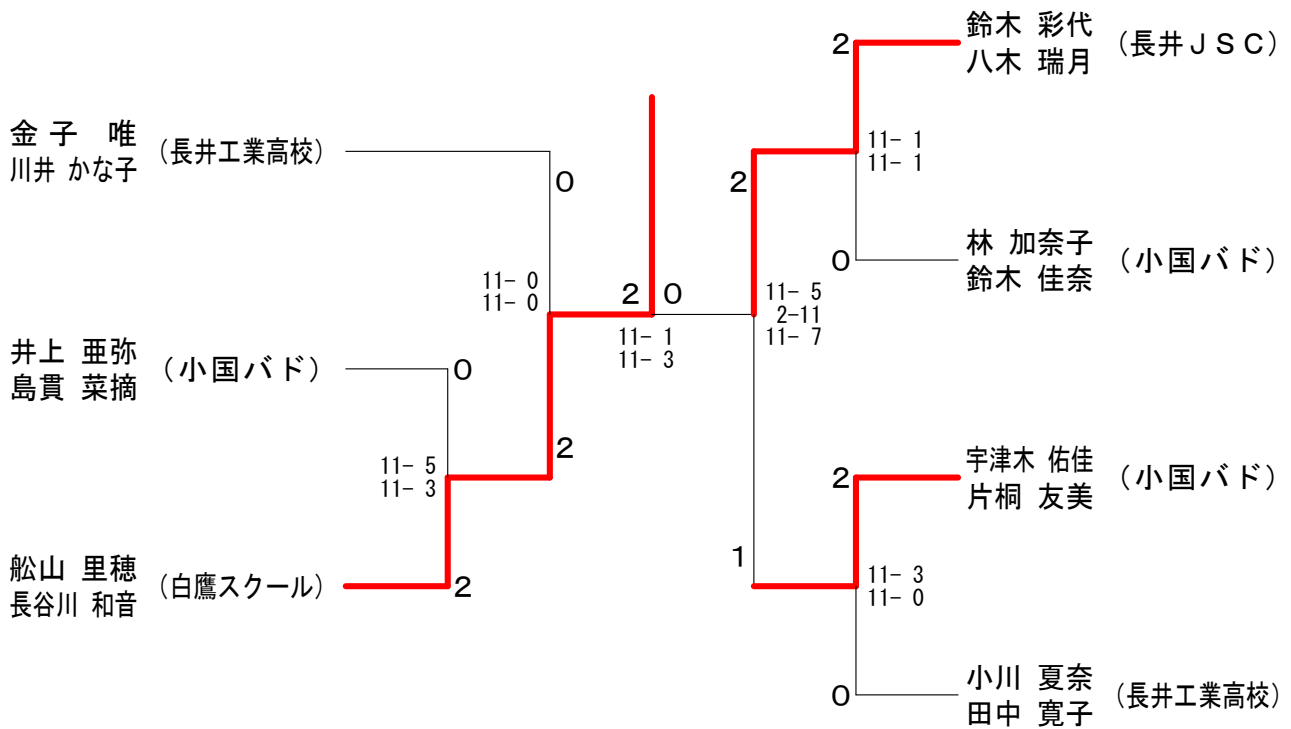 金子 唯
川井 かな子
(長井工業高校)
0
井上 亜弥
島貫 菜摘
(小国バド)
0
11- 5
11- 3
舩山 里穂
長谷川 和音
(白鷹スクール)
2
11- 0
11- 0
2
2
0
11- 1
11- 3
鈴木 彩代
八木 瑞月
(長井JSC)
2
11- 1
11- 1
林 加奈子
鈴木 佳奈
(小国バド)
0
2
11- 5
2-11
11- 7
1
宇津木 佑佳
片桐 友美
(小国バド)
2
11- 3
11- 0
小川 夏奈
田中 寛子
(長井工業高校)
0